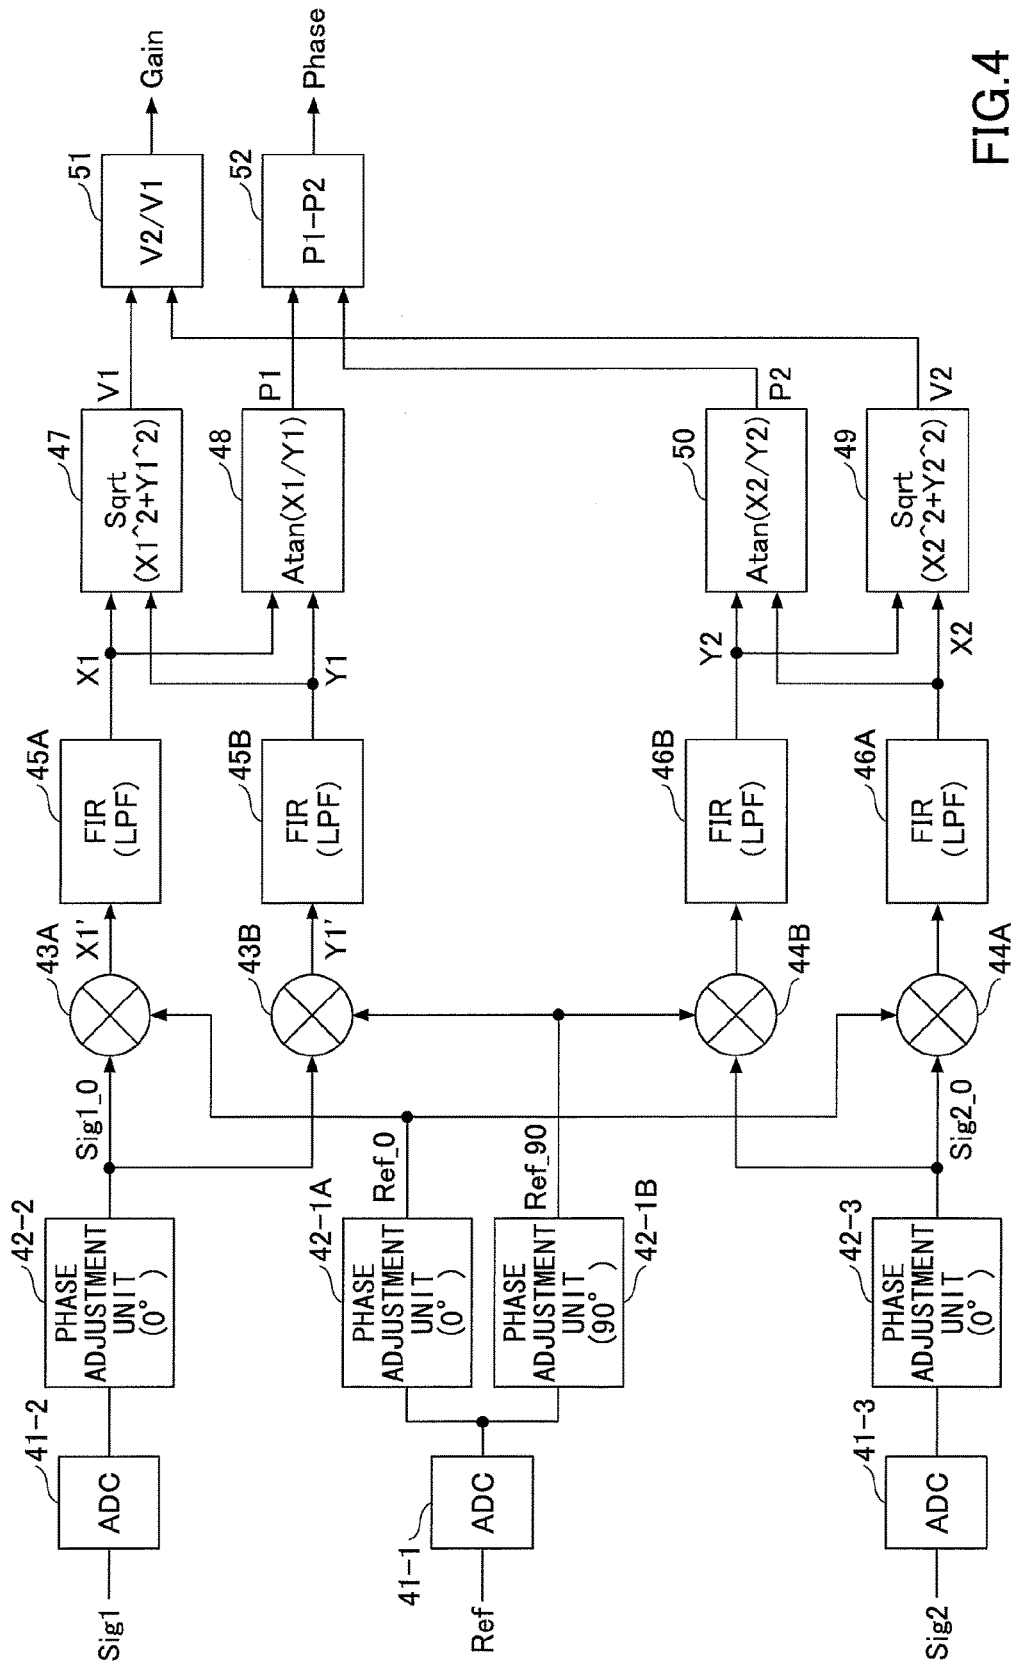 Sig1
41-2
ADC
42-2
PHASE
ADJUSTMENT
UNIT
(0°)
Sig1_0
43A
X1'
45A
FIR
(LPF)
X1
47
Sqrt
(X1^2+Y1^2)
V1
51
V2/V1
Gain
43B
Y1'
45B
FIR
(LPF)
Y1
48
Atan(X1/Y1)
P1
52
P1-P2
Phase
Ref
41-1
ADC
42-1A
PHASE
ADJUSTMENT
UNIT
(0°)
Ref_0
PHASE
ADJUSTMENT
UNIT
(90°)
42-1B
Ref_90
44B
46B
FIR
(LPF)
Y2
50
Atan(X2/Y2)
P2
Sig2
41-3
ADC
42-3
PHASE
ADJUSTMENT
UNIT
(0°)
Sig2_0
44A
46A
FIR
(LPF)
X2
49
Sqrt
(X2^2+Y2^2)
V2
FIG.4